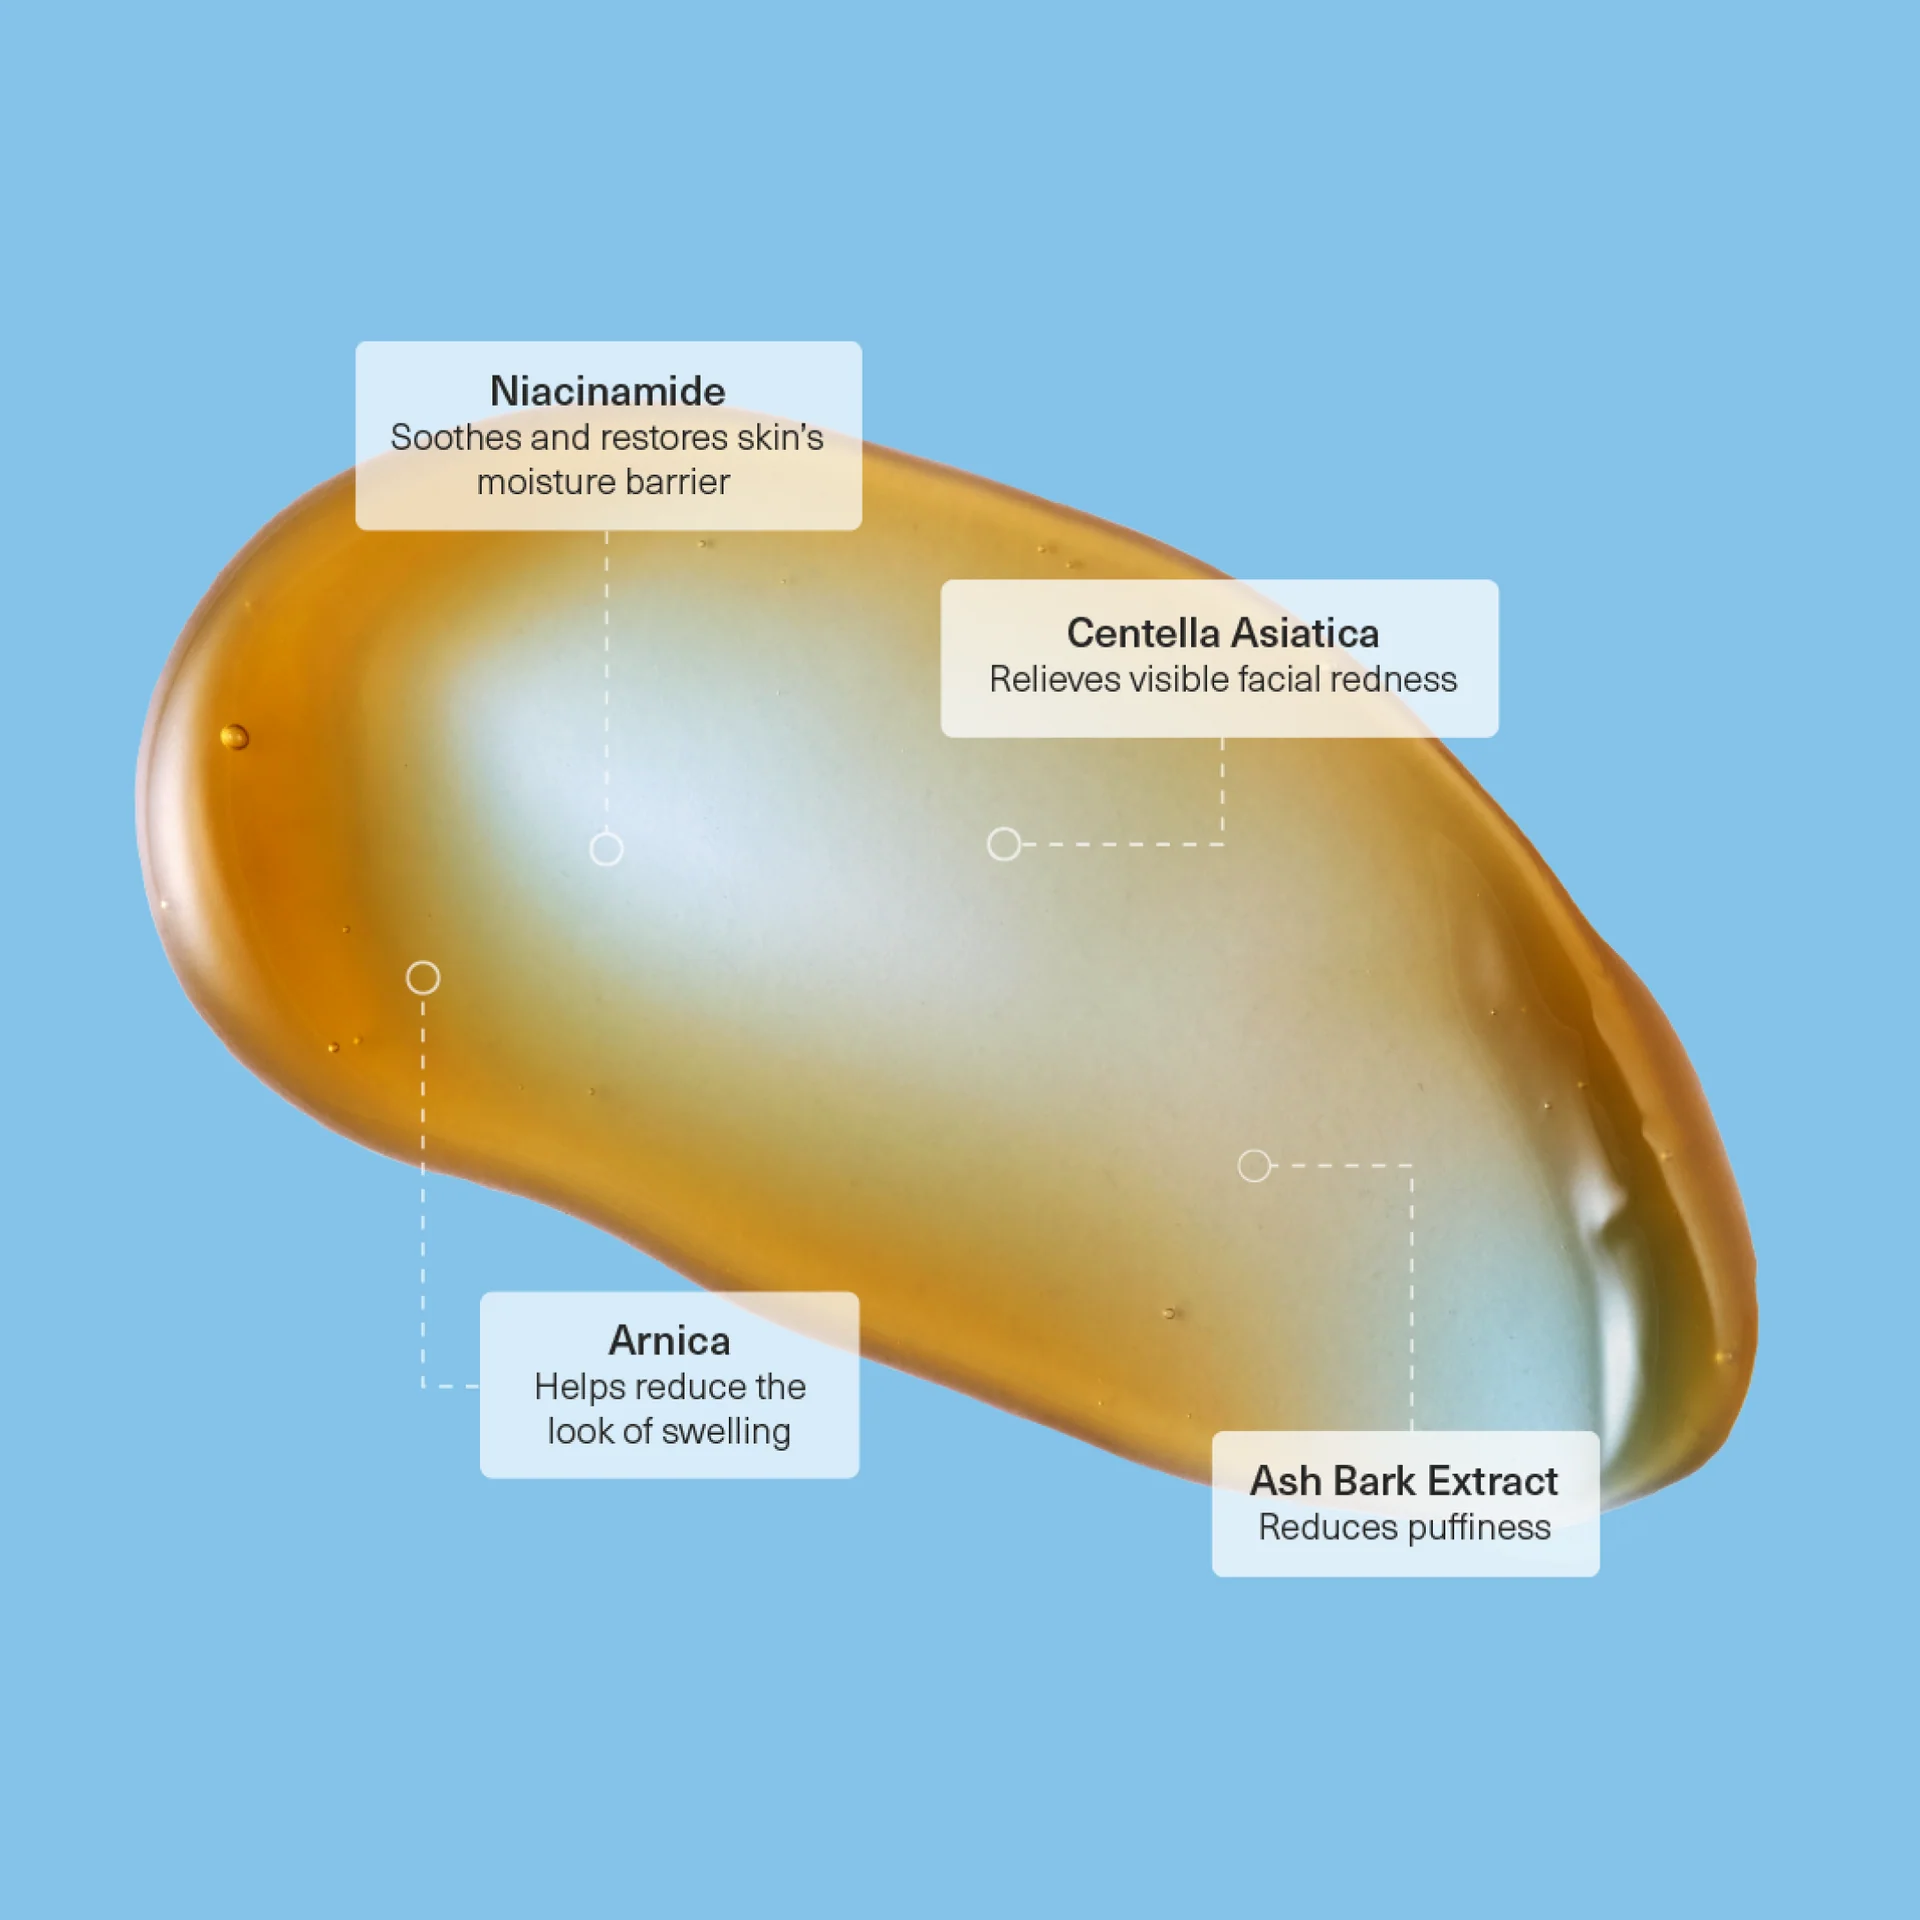 Niacinamide
Soothes and restores skin's
moisture barrier
Centella Asiatica
Relieves visible facial redness
Arnica
Helps reduce the
look of swelling
Ash Bark Extract
Reduces puffiness